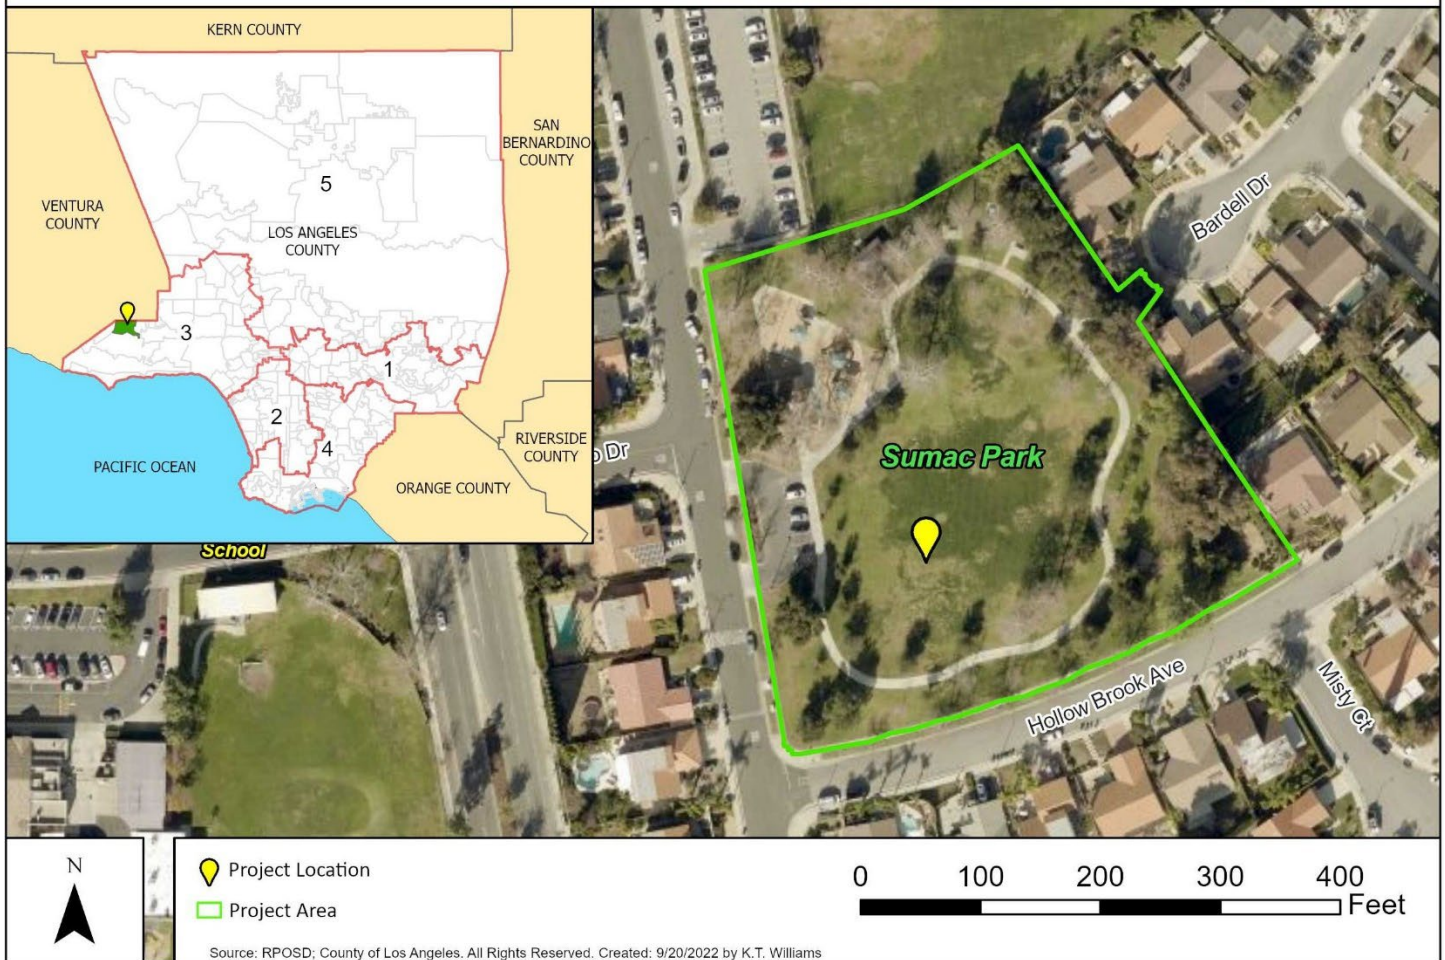 KERN COUNTY
SAN
BERNARDINO
COUNTY
5
VENTURA
COUNTY
LOS ANGELES
COUNTY
3
1
2
4
RIVERSIDE
COUNTY
PACIFIC OCEAN
ORANGE COUNTY
Bardell Dr
Dr
Sumac Park
School
Hollow Brook Ave
Misty Ct
N
Project Location
Project Area
0 100 200 300 400
Feet
Source: RPOSD; County of Los Angeles. All Rights Reserved. Created: 9/20/2022 by K.T. Williams